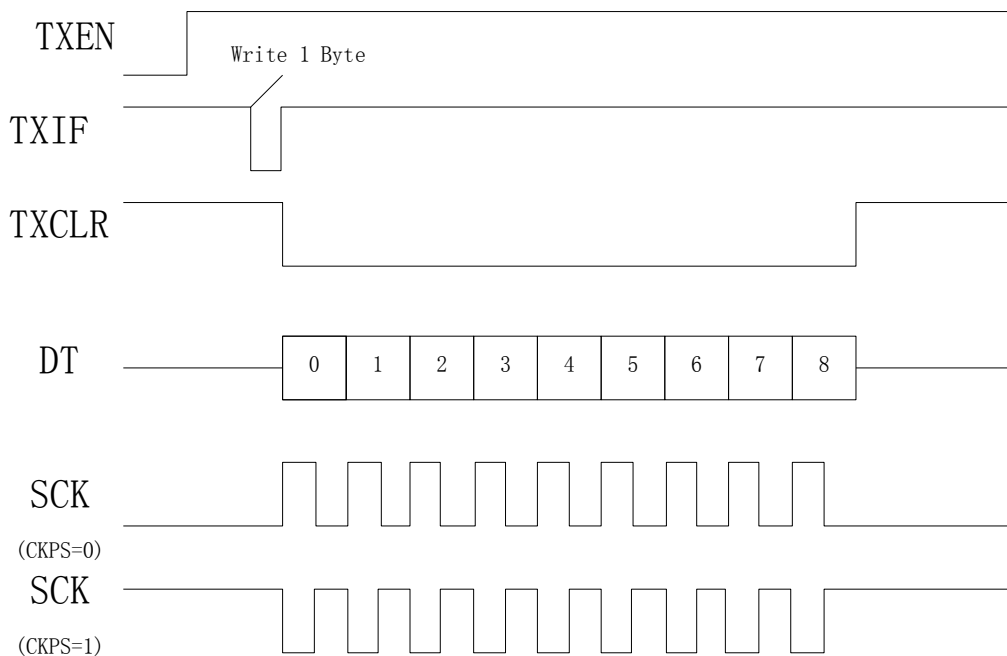 TXEN
Write 1 Byte
TXIF
TXCLR
DT
0 1 2 3 4 5 6 7 8
SCK
(CKPS=0)
SCK
(CKPS=1)